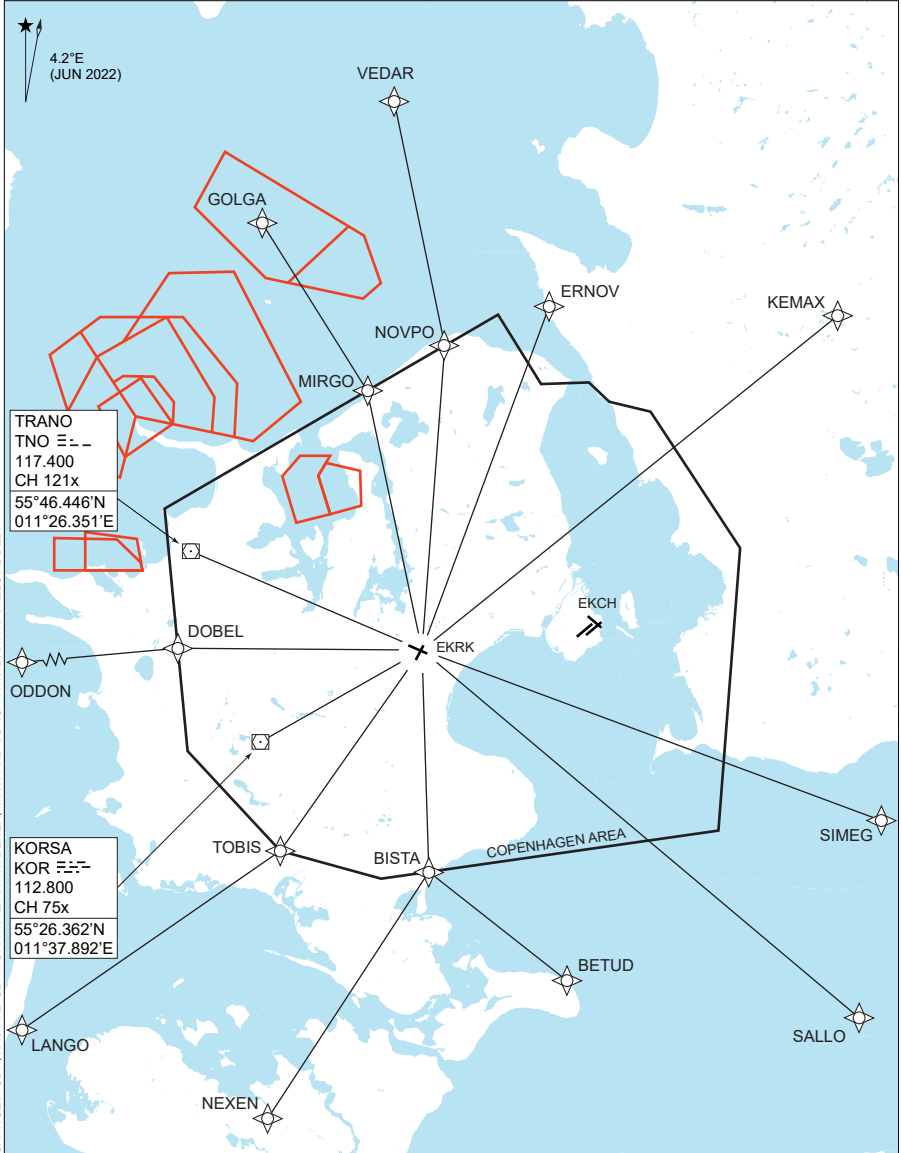 4.2°E
(JUN 2022)
VEDAR
GOLGA
ERNOV
KEMAX
NOVPO
MIRGO
TRANO
TNO
117.400
CH 121x
55°46.446'N
011°26.351'E
EKCH
DOBEL
EKRK
ODDON
KORSA
KOR
112.800
CH 75x
55°26.362'N
011°37.892'E
TOBIS
BISTA
COPENHAGEN AREA
SIMEG
BETUD
SALLO
LANGO
NEXEN